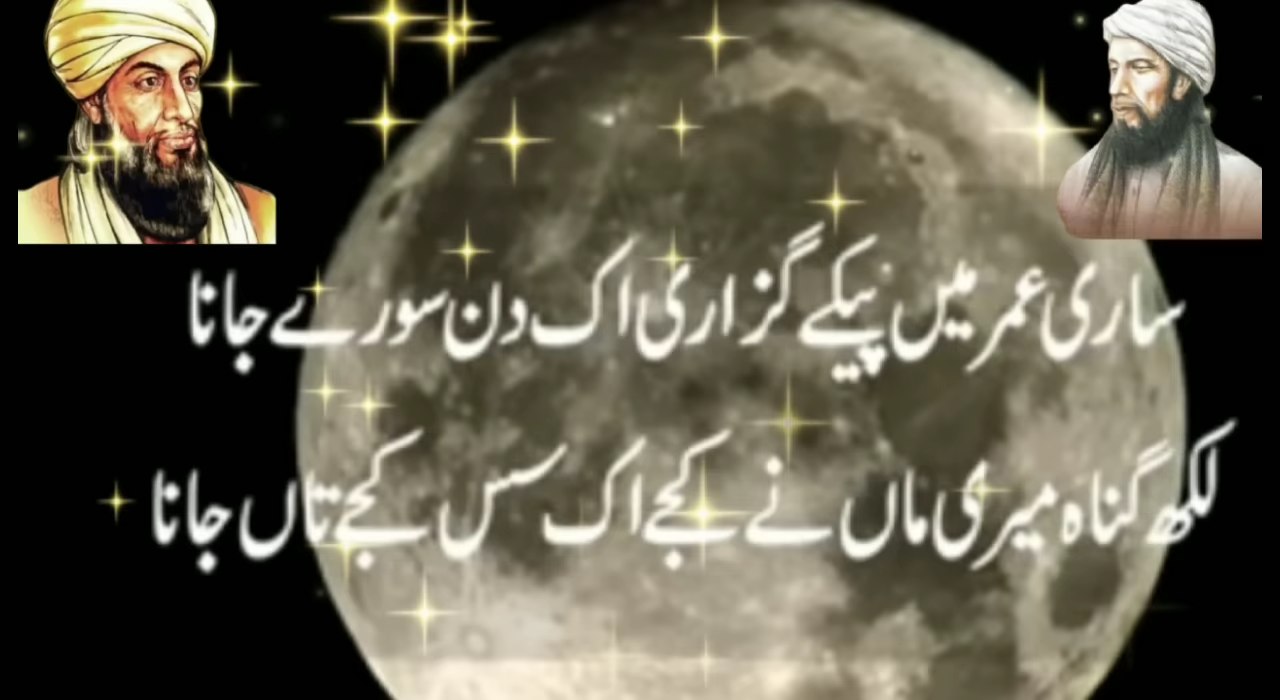 ساری عمر میں پیکے گزاری اک دن سورے جانا
لکھ گناہ میری ماں نے کجے اک سس کجے تاں جانا